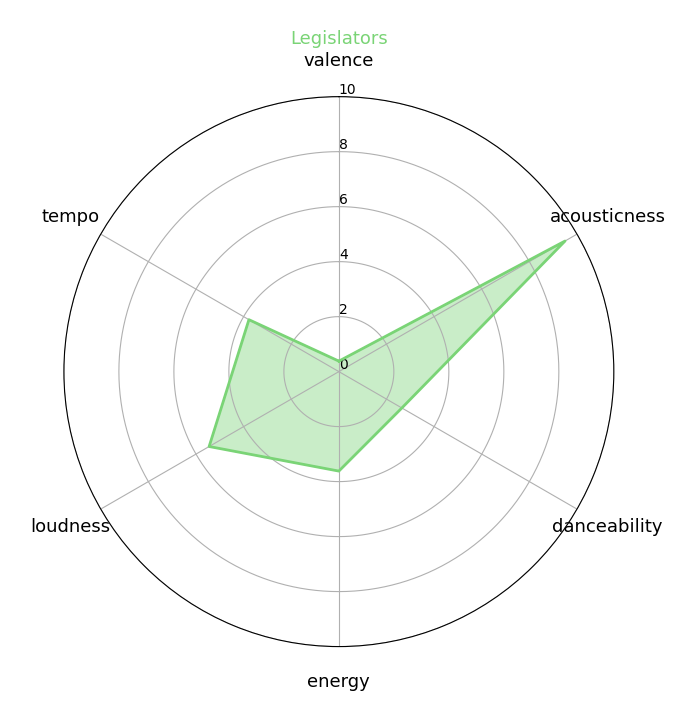 Legislators
valence
10
8
6
4
2
0
tempo
acousticness
loudness
danceability
energy